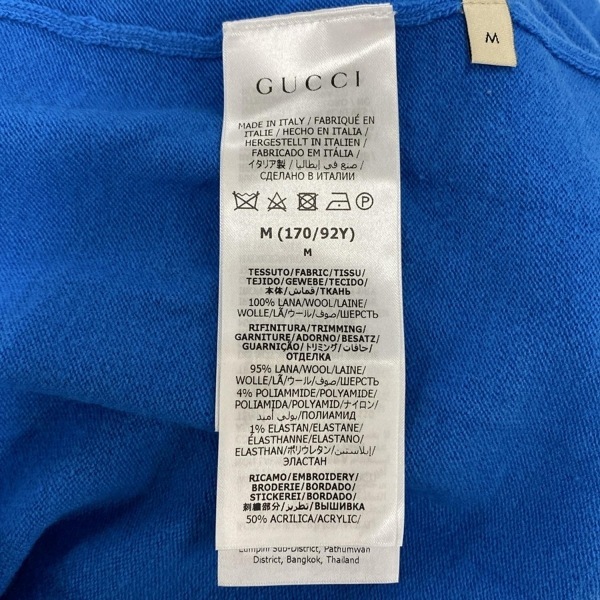 M
GUCCI
MADE IN ITALY / FABRIQUÉ EN
ITALIE / HECHO EN ITALIA /
HERGESTELLT IN ITALIEN /
FABRICADO EM ITÁLIA /
イタリア製 / صنع في إيطاليا /
СДЕЛАНО В ИТАЛИИ
P
M (170/92Y)
M
TESSUTO/FABRIC/TISSU/
TEJIDO/GEWEBE/TECIDO/
本体/قماش/ТКАНЬ
100% LANA/WOOL/LAINE/
WOLLE/LÃ/ウール/صوف/ШЕРСТЬ
RIFINITURA/TRIMMING/
GARNITURE/ADORNO/BESATZ/
GUARNIÇÃO/トリミング/حافات/
ОТДЕЛКА
95% LANA/WOOL/LAINE/
WOLLE/LÃ/ウール/صوف/ШЕРСТЬ
4% POLIAMMIDE/POLYAMIDE/
POLIAMIDA/POLYAMID/ナイロン/
بولي أميد/ПОЛИАМИД
1% ELASTAN/ELASTANE/
ÉLASTHANNE/ELASTANO/
ELASTHAN/ポリウレタン/إيلاستين/
ЭЛАСТАН
RICAMO/EMBROIDERY/
BRODERIE/BORDADO/
STICKEREI/BORDADO/
刺繍部分/تطريز/ВЫШИВКА
50% ACRILICA/ACRYLIC/
Lumpini Sub-District, Pathumwan
District, Bangkok, Thailand